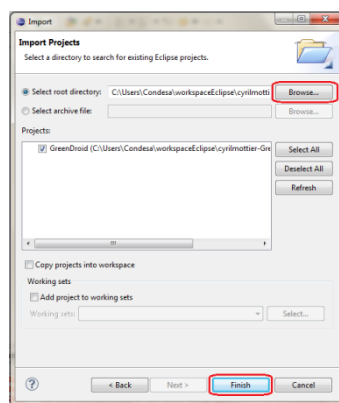 Import
Import Projects
Select a directory to search for existing Eclipse projects.
Select root directory: C:\Users\Condesa\workspaceEclipse\cyrilmotti Browse...
Select archive file: Browse...
Projects:
GreenDroid (C:\Users\Condesa\workspaceEclipse\cyrilmottier-Gre Select All
Deselect All
Refresh
Copy projects into workspace
Working sets
Add project to working sets
Working sets: Select...
? < Back Next > Finish Cancel